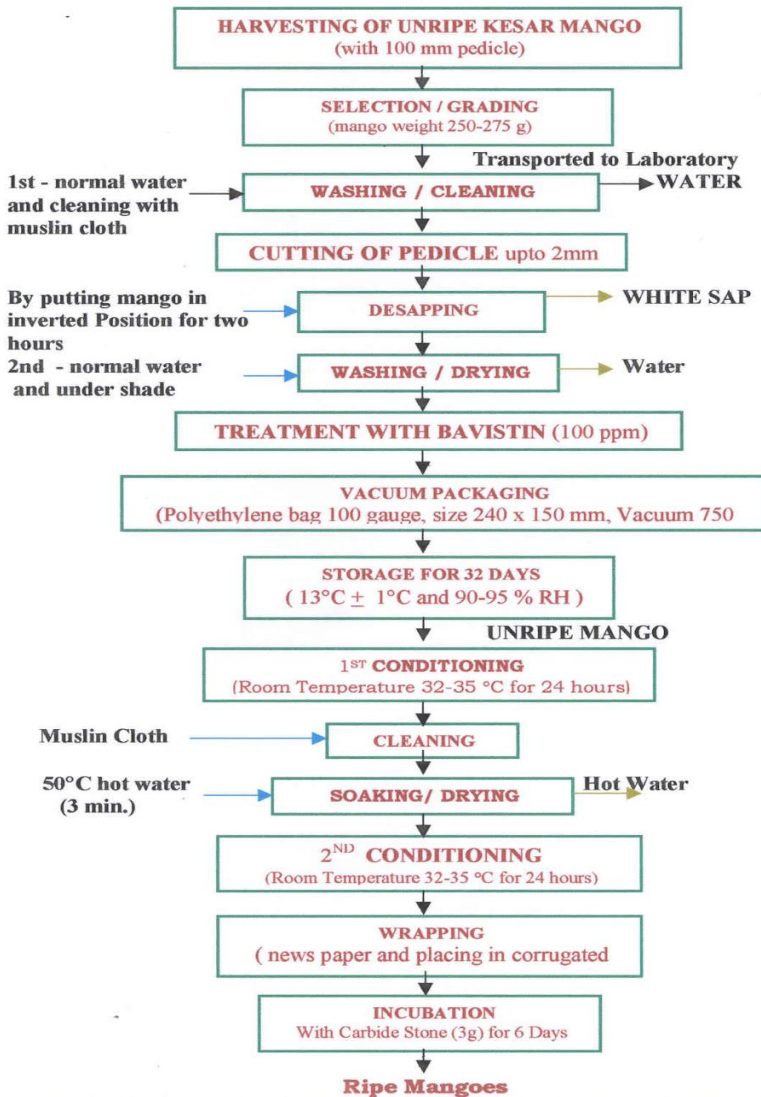 HARVESTING OF UNRIPE KESAR MANGO
(with 100 mm pedicle)
SELECTION / GRADING
(mango weight 250-275 g)
Transported to Laboratory
1st - normal water
and cleaning with
muslin cloth
WASHING / CLEANING
WATER
CUTTING OF PEDICLE upto 2mm
By putting mango in
inverted Position for two
hours
DESAPPING
WHITE SAP
2nd - normal water
and under shade
WASHING / DRYING
Water
TREATMENT WITH BAVISTIN (100 ppm)
VACUUM PACKAGING
(Polyethylene bag 100 gauge, size 240 x 150 mm, Vacuum 750
STORAGE FOR 32 DAYS
( 13°C ± 1°C and 90-95 % RH )
UNRIPE MANGO
1ST CONDITIONING
(Room Temperature 32-35 °C for 24 hours)
Muslin Cloth
CLEANING
50°C hot water
(3 min.)
SOAKING/ DRYING
Hot Water
2ND CONDITIONING
(Room Temperature 32-35 °C for 24 hours)
WRAPPING
( news paper and placing in corrugated
INCUBATION
With Carbide Stone (3g) for 6 Days
Ripe Mangoes